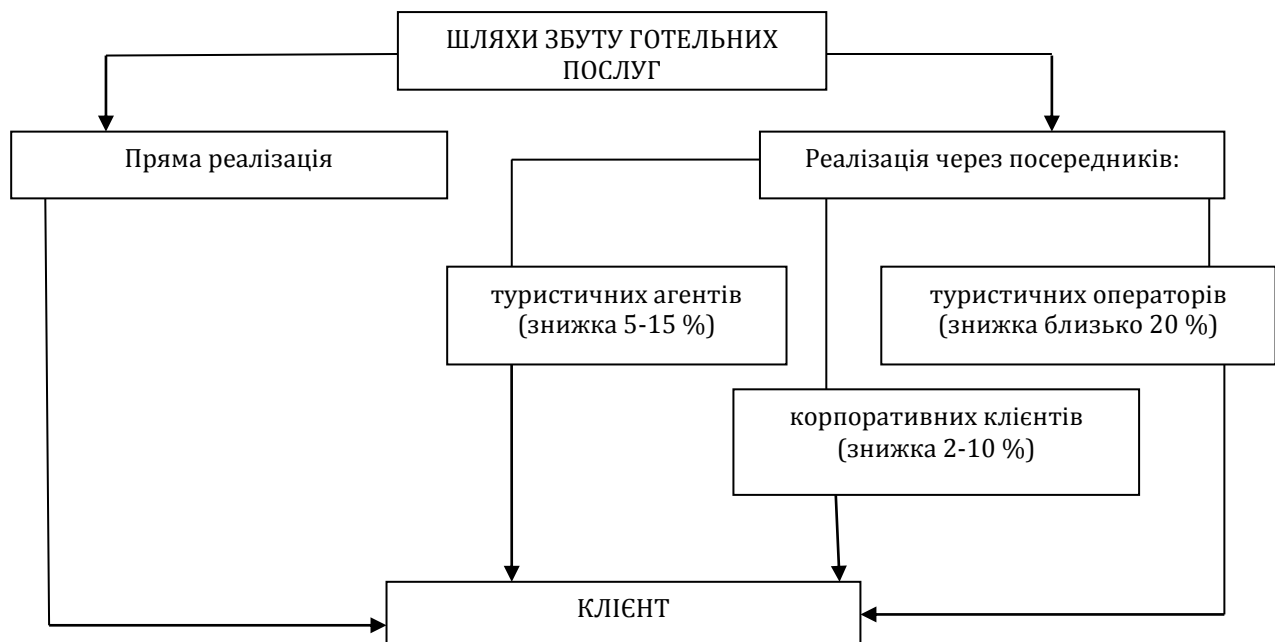 ШЛЯХИ ЗБУТУ ГОТЕЛЬНИХ
ПОСЛУГ
Пряма реалізація
Реалізація через посередників:
туристичних агентів
(знижка 5-15 %)
туристичних операторів
(знижка близько 20 %)
корпоративних клієнтів
(знижка 2-10 %)
КЛІЄНТ